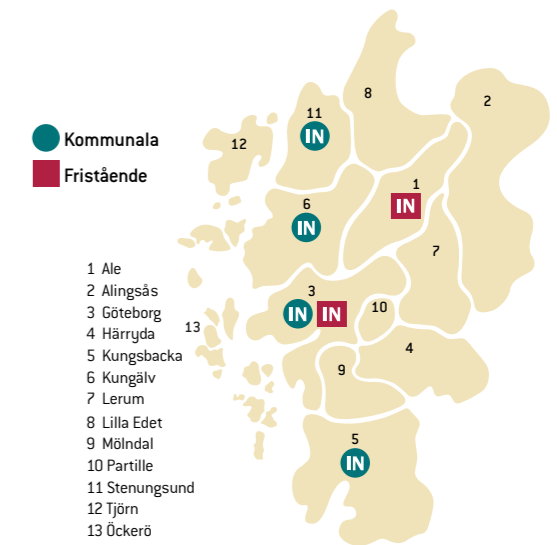 Kommunala
Fristående
8
2
11
IN
12
1
IN
6
IN
7
3
IN
IN
10
13
4
9
5
IN
1 Ale
2 Alingsås
3 Göteborg
4 Härryda
5 Kungsbacka
6 Kungälv
7 Lerum
8 Lilla Edet
9 Mölndal
10 Partille
11 Stenungsund
12 Tjörn
13 Öckerö